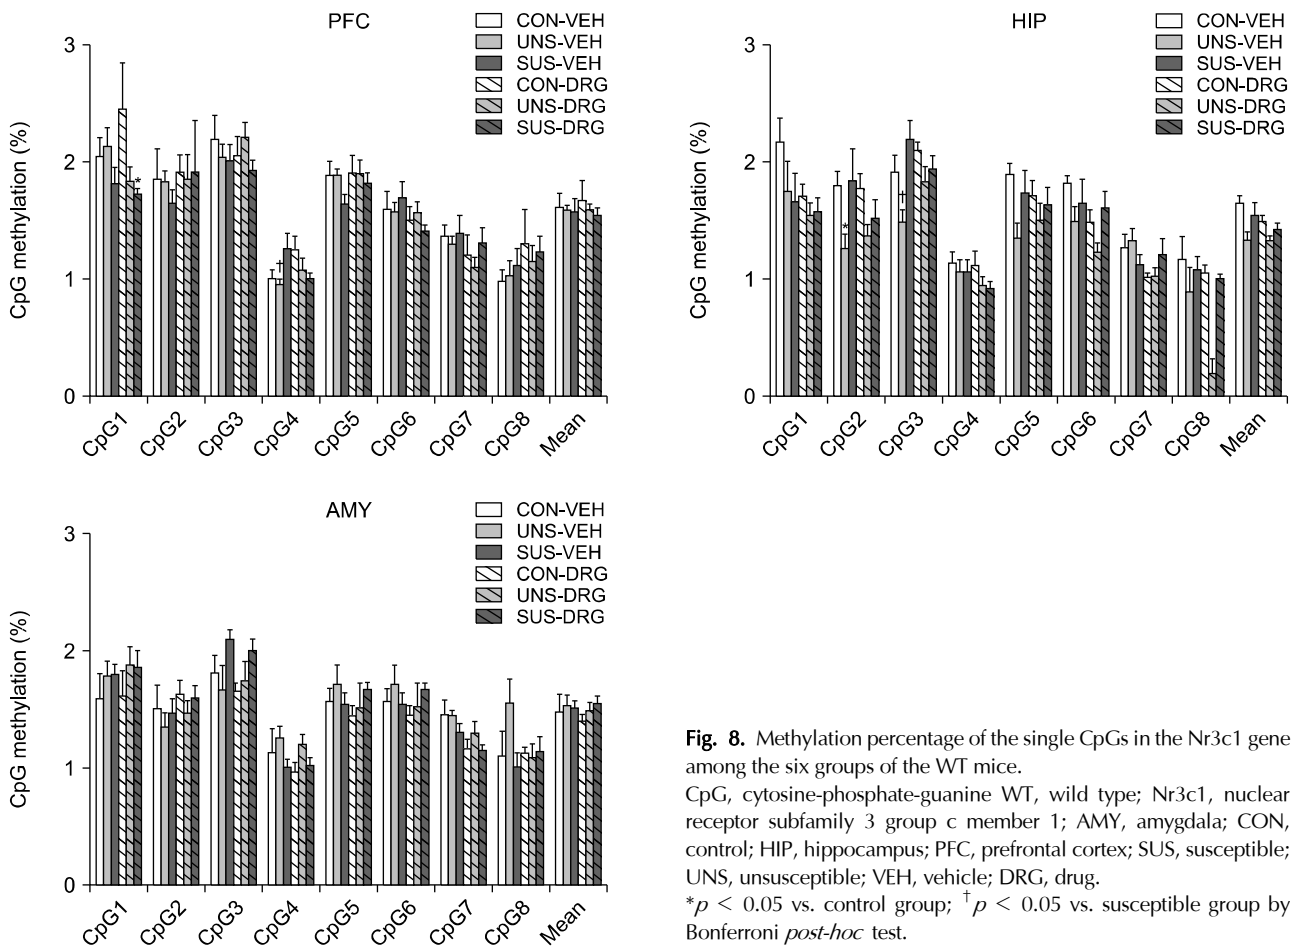 PFC
CON-VEH
UNS-VEH
SUS-VEH
CON-DRG
UNS-DRG
SUS-DRG
CpG methylation (%)
3
2
1
0
*
†
CpG1
CpG2
CpG3
CpG4
CpG5
CpG6
CpG7
CpG8
Mean
HIP
CON-VEH
UNS-VEH
SUS-VEH
CON-DRG
UNS-DRG
SUS-DRG
CpG methylation (%)
3
2
1
0
*
†
CpG1
CpG2
CpG3
CpG4
CpG5
CpG6
CpG7
CpG8
Mean
AMY
CON-VEH
UNS-VEH
SUS-VEH
CON-DRG
UNS-DRG
SUS-DRG
CpG methylation (%)
3
2
1
0
CpG1
CpG2
CpG3
CpG4
CpG5
CpG6
CpG7
CpG8
Mean
Fig. 8. Methylation percentage of the single CpGs in the Nr3c1 gene
among the six groups of the WT mice.
CpG, cytosine-phosphate-guanine WT, wild type; Nr3c1, nuclear
receptor subfamily 3 group c member 1; AMY, amygdala; CON,
control; HIP, hippocampus; PFC, prefrontal cortex; SUS, susceptible;
UNS, unsusceptible; VEH, vehicle; DRG, drug.
*p < 0.05 vs. control group; †p < 0.05 vs. susceptible group by
Bonferroni post-hoc test.